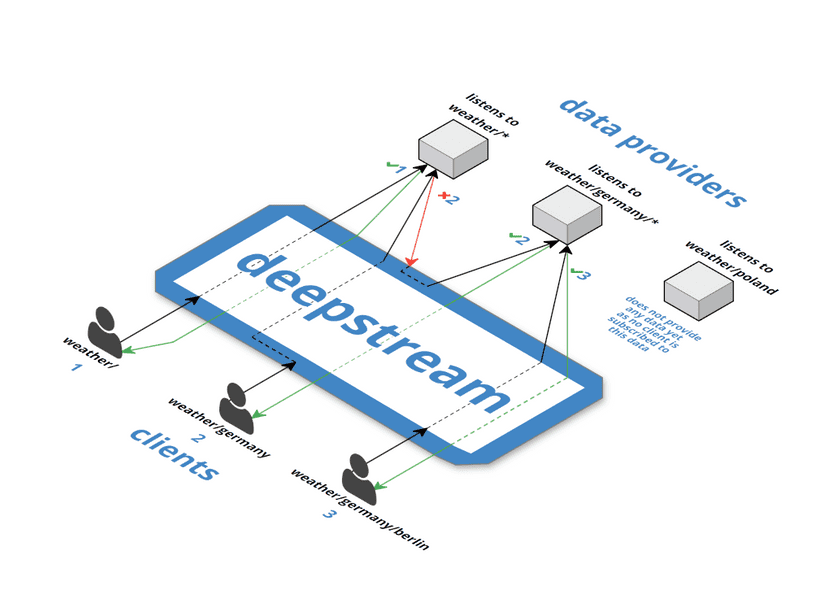 data providers
listens to
weather/*
1
2
listens to
weather/germany/*
2
3
listens to
weather/poland
does not provide
any data yet
as no client is
subscribed to
this data
deepstream
weather/
1
weather/germany
2
clients
weather/germany/berlin
3